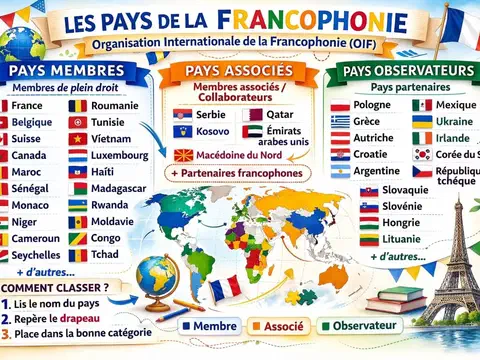 LES PAYS DE LA FRANCOPHONIE
Organisation Internationale de la Francophonie (OIF)
PAYS MEMBRES
Membres de plein droit
France
Roumanie
Belgique
Tunisie
Suisse
Vietnam
Canada
Luxembourg
Maroc
Haïti
Sénégal
Madagascar
Monaco
Rwanda
Niger
Moldavie
Cameroun
Congo
Seychelles
Tchad
+ d'autres...
PAYS ASSOCIÉS
Membres associés /
Collaborateurs
Serbie
Qatar
Kosovo
Émirats
arabes unis
Macédoine du Nord
+ Partenaires francophones
PAYS OBSERVATEURS
Pays partenaires
Pologne
Mexique
Grèce
Ukraine
Autriche
Irlande
Croatie
Corée du S
Argentine
République
tchèque
Slovaquie
Slovénie
Hongrie
Lituanie
+ d'autres...
COMMENT CLASSER ?
1. Lis le nom du pays
2. Repère le drapeau
3. Place dans la bonne catégorie
Membre
Associé
Observateur